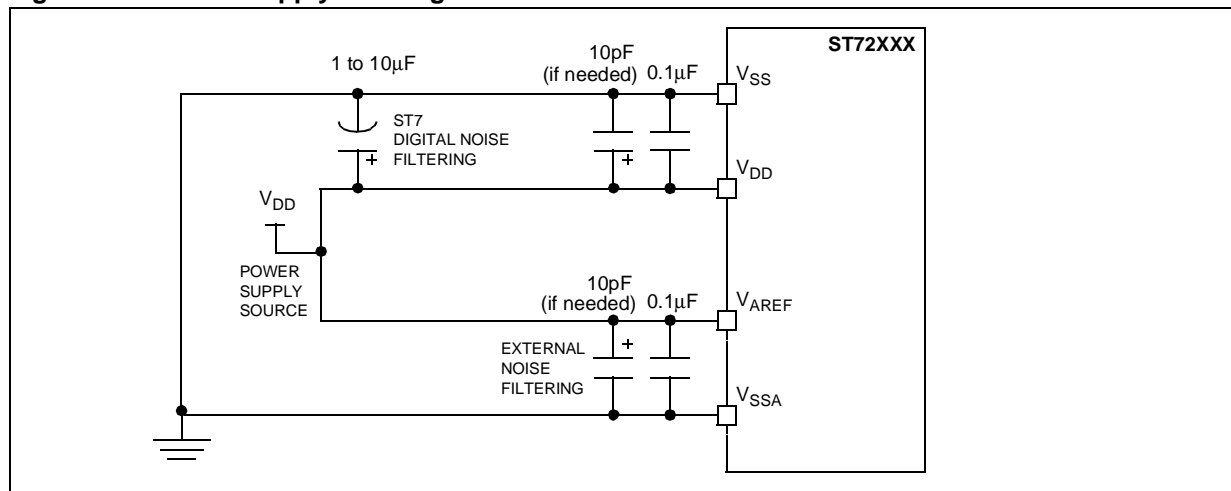 ST72XXX
10pF
(if needed)
0.1μF
1 to 10μF
VSS
ST7
DIGITAL NOISE
FILTERING
+
+
VDD
VDD
POWER
SUPPLY
SOURCE
10pF
(if needed)
0.1μF
VAREF
EXTERNAL
NOISE
FILTERING
+
VSSA